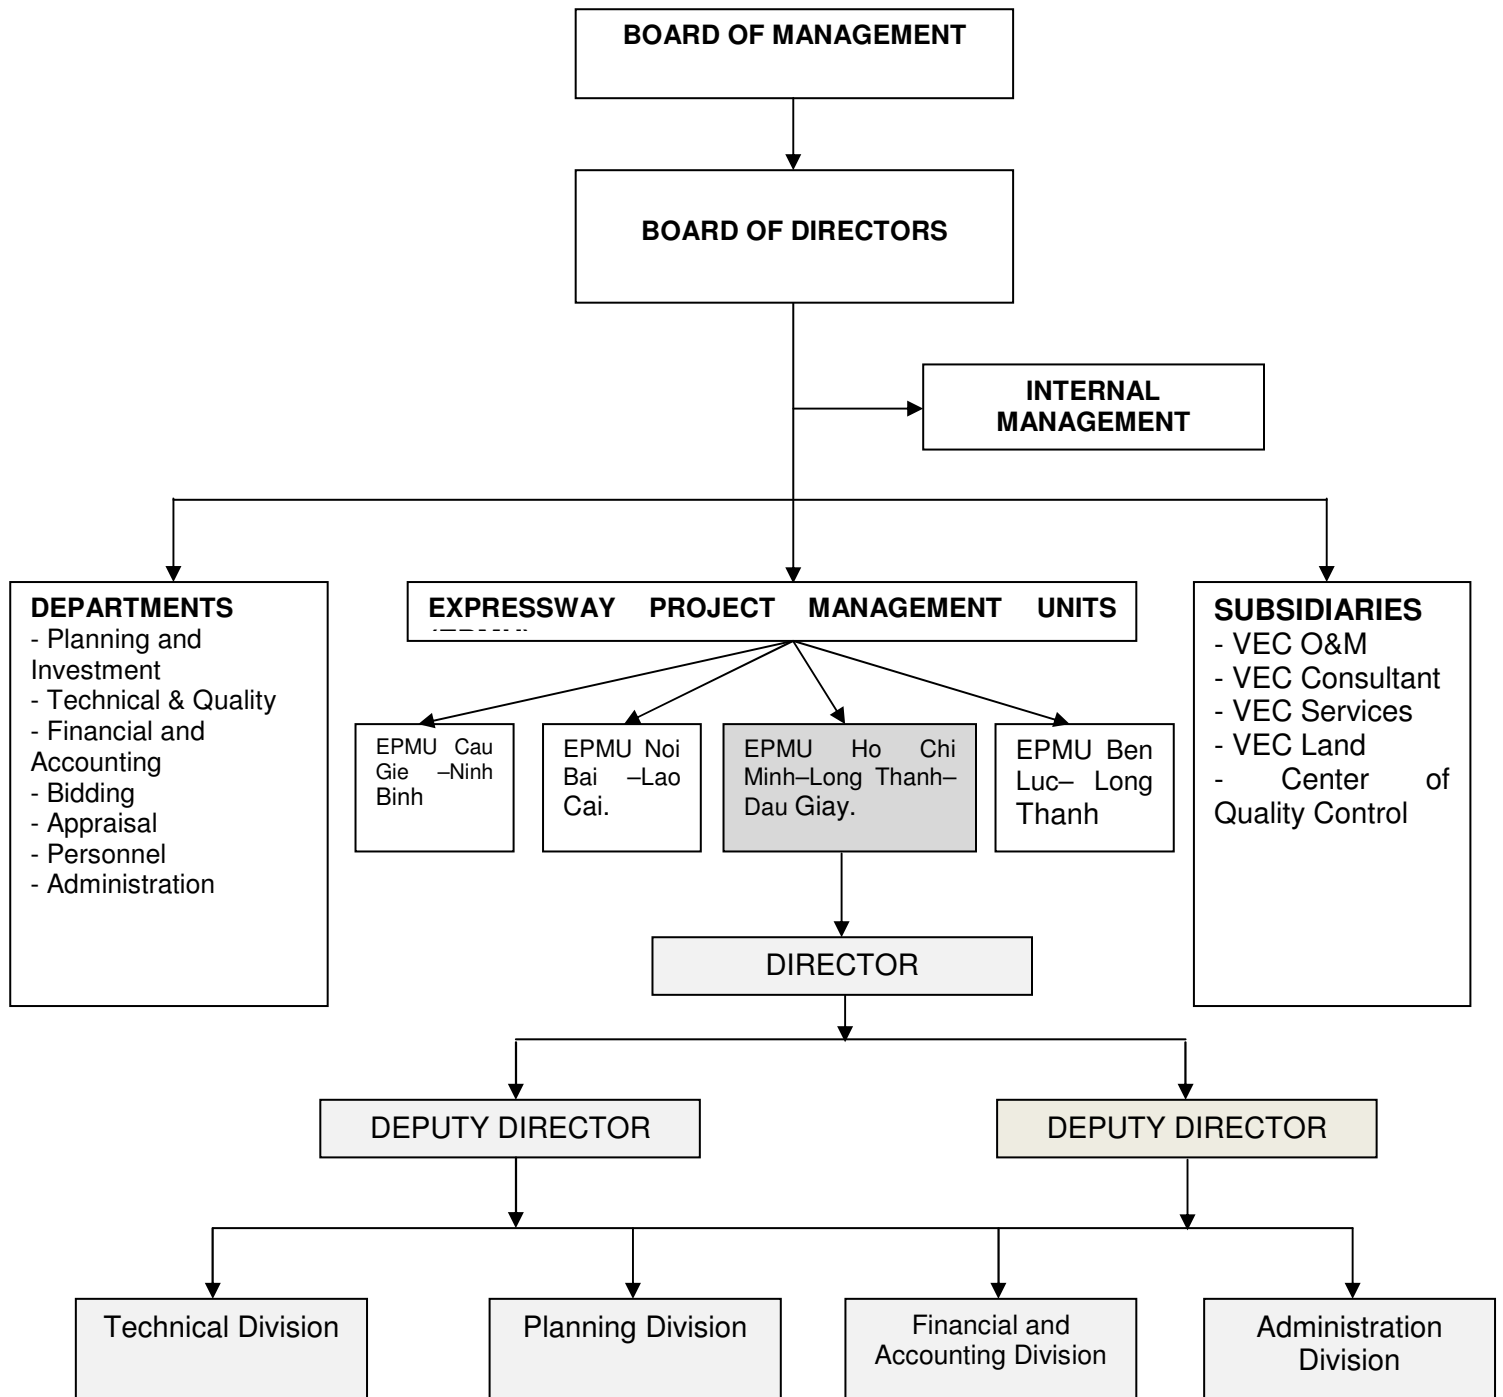 BOARD OF MANAGEMENT
BOARD OF DIRECTORS
INTERNAL
MANAGEMENT
DEPARTMENTS
- Planning and
Investment
- Technical & Quality
- Financial and
Accounting
- Bidding
- Appraisal
- Personnel
- Administration
EXPRESSWAY PROJECT MANAGEMENT UNITS
SUBSIDIARIES
- VEC O&M
- VEC Consultant
- VEC Services
- VEC Land
- Center of
Quality Control
EPMU Cau
Gie –Ninh
Binh
EPMU Noi
Bai –Lao
Cai.
EPMU Ho Chi
Minh–Long Thanh–
Dau Giay.
EPMU Ben
Luc– Long
Thanh
DIRECTOR
DEPUTY DIRECTOR
DEPUTY DIRECTOR
Technical Division
Planning Division
Financial and
Accounting Division
Administration
Division